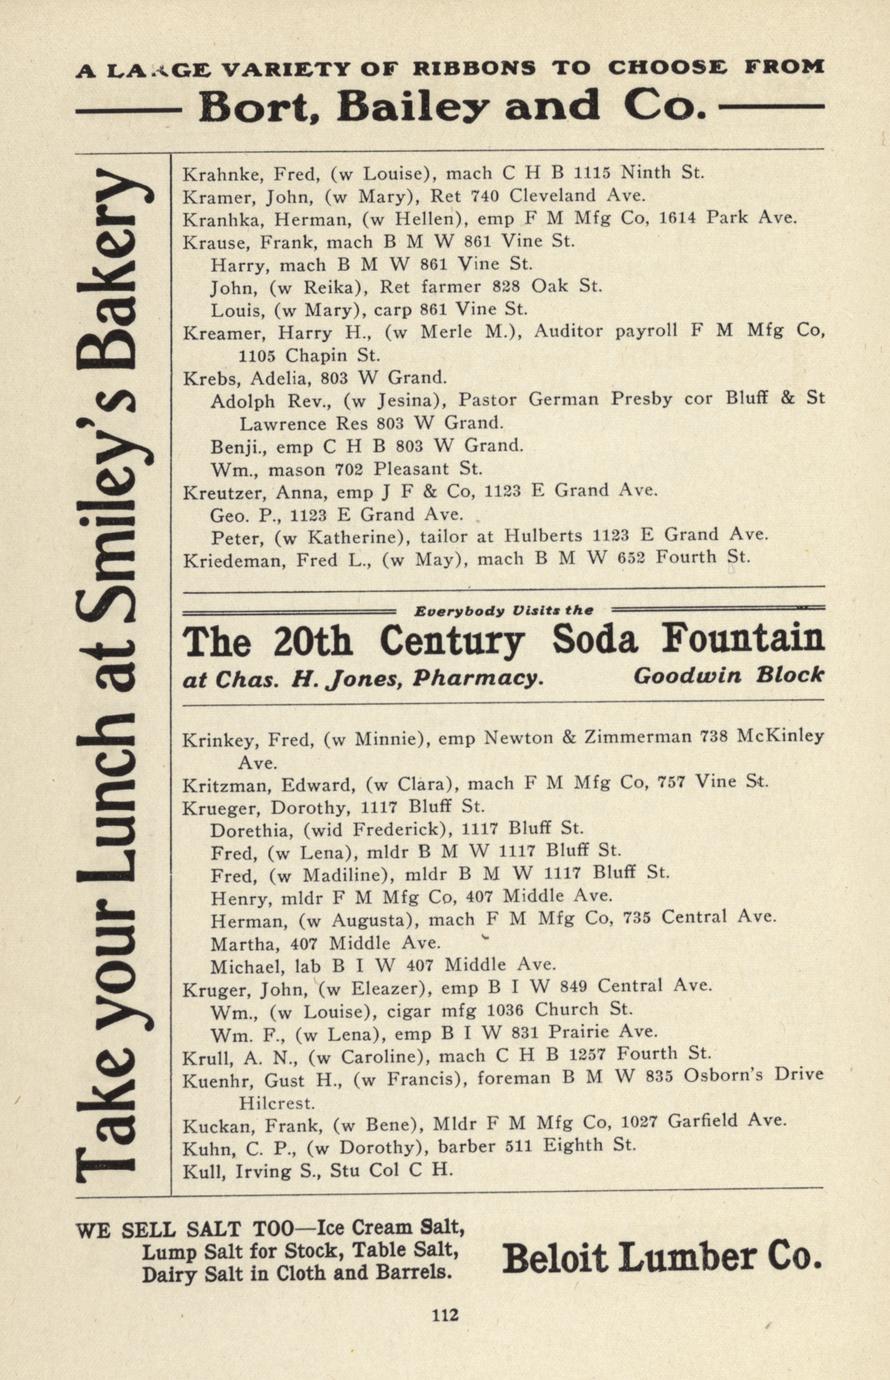 A LARGE VARIETY OF RIBBONS TO CHOOSE FROM
Bort, Bailey and Co.
Take your Lunch at Smiley's Bakery
Krahnke, Fred, (w Louise), mach C H B 1115 Ninth St.
Kramer, John, (w Mary), Ret 740 Cleveland Ave.
Kranhka, Herman, (w Hellen), emp F M Mfg Co, 1614 Park Ave.
Krause, Frank, mach B M W 861 Vine St.
Harry, mach B M W 861 Vine St.
John, (w Reika), Ret farmer 828 Oak St.
Louis, (w Mary), carp 861 Vine St.
Kreamer, Harry H., (w Merle M.), Auditor payroll F M Mfg Co,
1105 Chapin St.
Krebs, Adelia, 803 W Grand.
Adolph Rev., (w Jesina), Pastor German Presby cor Bluff & St
Lawrence Res 803 W Grand.
Benji., emp C H B 803 W Grand.
Wm., mason 702 Pleasant St.
Kreutzer, Anna, emp J F & Co, 1123 E Grand Ave.
Geo. P., 1123 E Grand Ave.
Peter, (w Katherine), tailor at Hulberts 1123 E Grand Ave.
Kriedeman, Fred L., (w May), mach B M W 652 Fourth St.
Everybody Visits the
The 20th Century Soda Fountain
at Chas. H. Jones, Pharmacy. Goodwin Block
Krinkey, Fred, (w Minnie), emp Newton & Zimmerman 738 McKinley
Ave.
Kritzman, Edward, (w Clara), mach F M Mfg Co, 757 Vine St.
Krueger, Dorothy, 1117 Bluff St.
Dorethia, (wid Frederick), 1117 Bluff St.
Fred, (w Lena), mldr B M W 1117 Bluff St.
Fred, (w Madiline), mldr B M W 1117 Bluff St.
Henry, mldr F M Mfg Co, 407 Middle Ave.
Herman, (w Augusta), mach F M Mfg Co, 735 Central Ave.
Martha, 407 Middle Ave.
Michael, lab B I W 407 Middle Ave.
Kruger, John, (w Eleazer), emp B I W 849 Central Ave.
Wm., (w Louise), cigar mfg 1036 Church St.
Wm. F., (w Lena), emp B I W 831 Prairie Ave.
Krull, A. N., (w Caroline), mach C H B 1257 Fourth St.
Kuenhr, Gust H., (w Francis), foreman B M W 835 Osborn's Drive
Hilcrest.
Kuckan, Frank, (w Bene), Mldr F M Mfg Co, 1027 Garfield Ave.
Kuhn, C. P., (w Dorothy), barber 511 Eighth St.
Kull, Irving S., Stu Col C H.
WE SELL SALT TOO—Ice Cream Salt,
Lump Salt for Stock, Table Salt,
Dairy Salt in Cloth and Barrels.
Beloit Lumber Co.
112